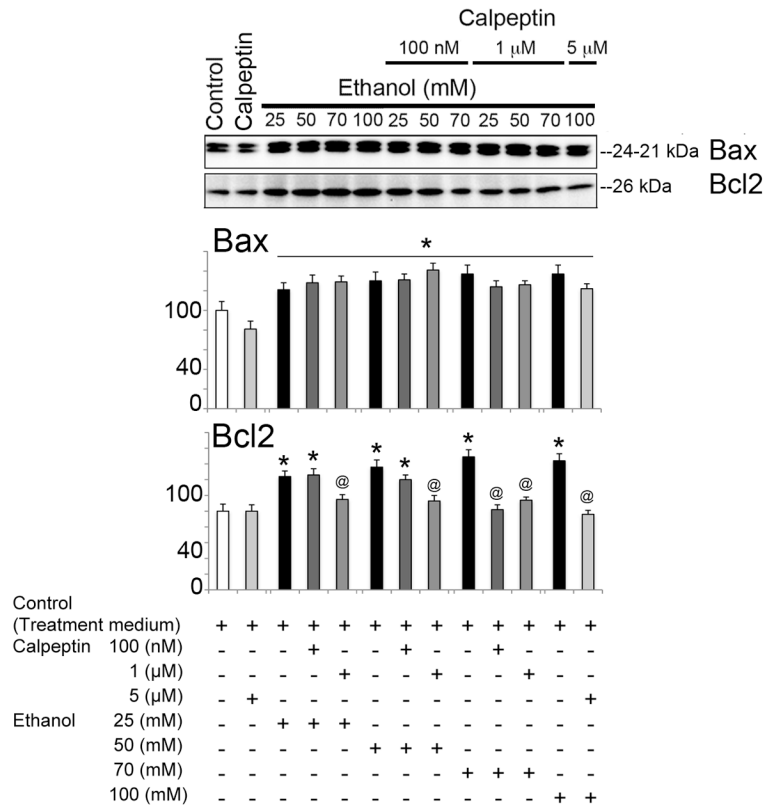 Calpeptin
100 nM 1 µM 5 µM
Control Calpeptin Ethanol (mM)
25 50 70 100 25 50 70 25 50 70 100
--24-21 kDa Bax
--26 kDa Bcl2
Bax
*
100
40
0
Bcl2
* * @ * * @ * @ @ * @
100
40
0
Control
(Treatment medium) + + + + + + + + + + + + +
Calpeptin 100 (nM) - - - + - - + - - + - - -
1 (µM) - - - - + - - + - - + - -
5 (µM) - + - - - - - - - - - - +
Ethanol 25 (mM) - - + + + - - - - - - - -
50 (mM) - - - - - + + + - - - - -
70 (mM) - - - - - - - - + + + - -
100 (mM) - - - - - - - - - - - + +